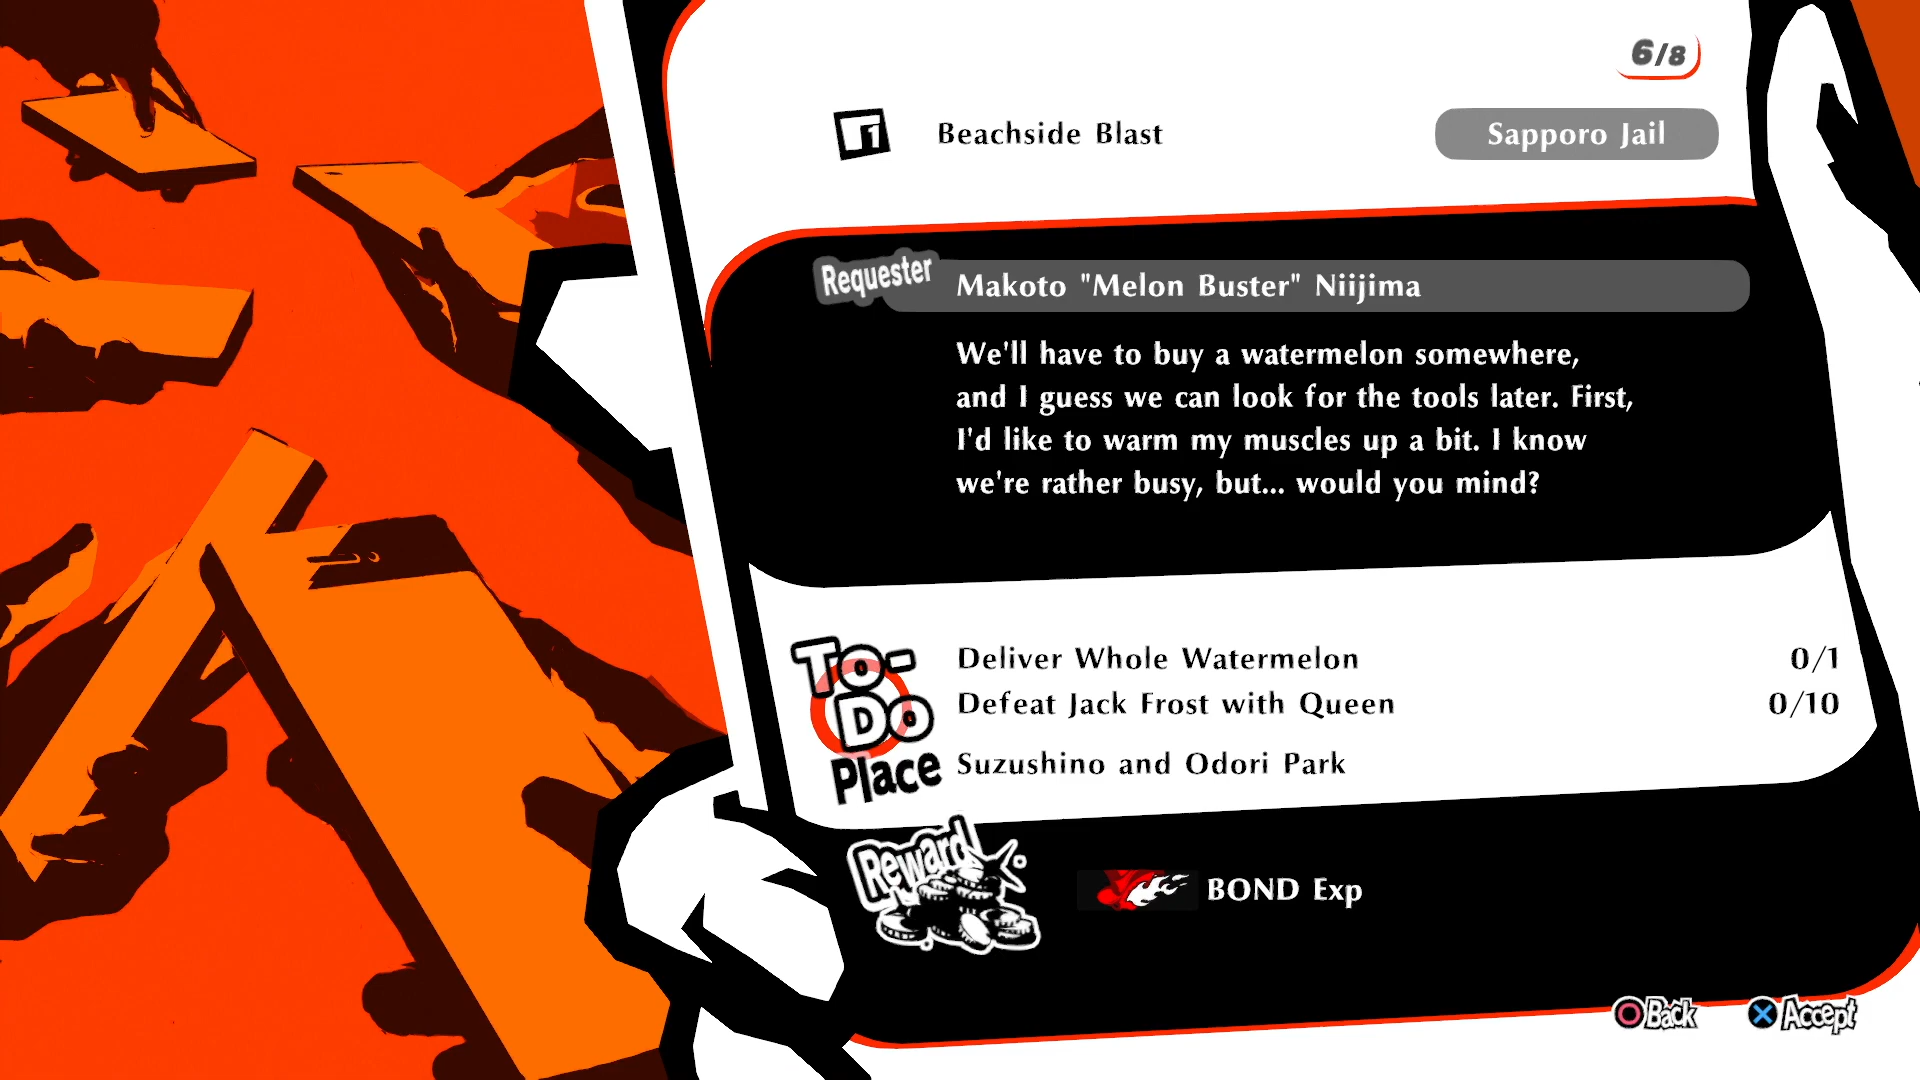 6/8
Beachside Blast
Sapporo Jail
Requester
Makoto "Melon Buster" Niijima
We'll have to buy a watermelon somewhere,
and I guess we can look for the tools later. First,
I'd like to warm my muscles up a bit. I know
we're rather busy, but... would you mind?
To-Do
Deliver Whole Watermelon 0/1
Defeat Jack Frost with Queen 0/10
Place
Suzushino and Odori Park
Reward
BOND Exp
Back
Accept